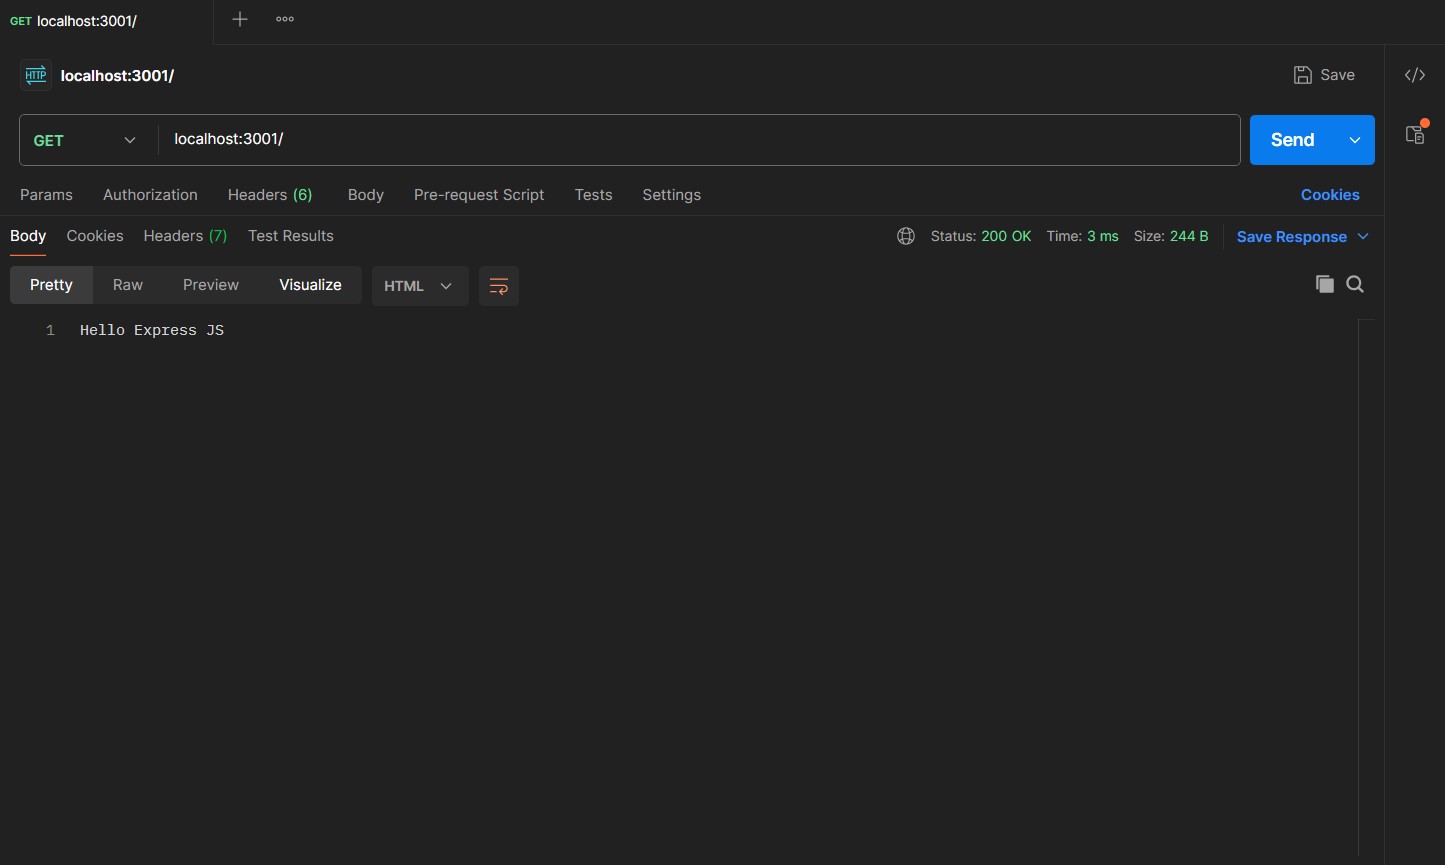 GET localhost:3001/
HTTP localhost:3001/ Save </>
GET localhost:3001/ Send
Params Authorization Headers (6) Body Pre-request Script Tests Settings Cookies
Body Cookies Headers (7) Test Results Status: 200 OK Time: 3 ms Size: 244 B Save Response
Pretty Raw Preview Visualize HTML
1 Hello Express JS